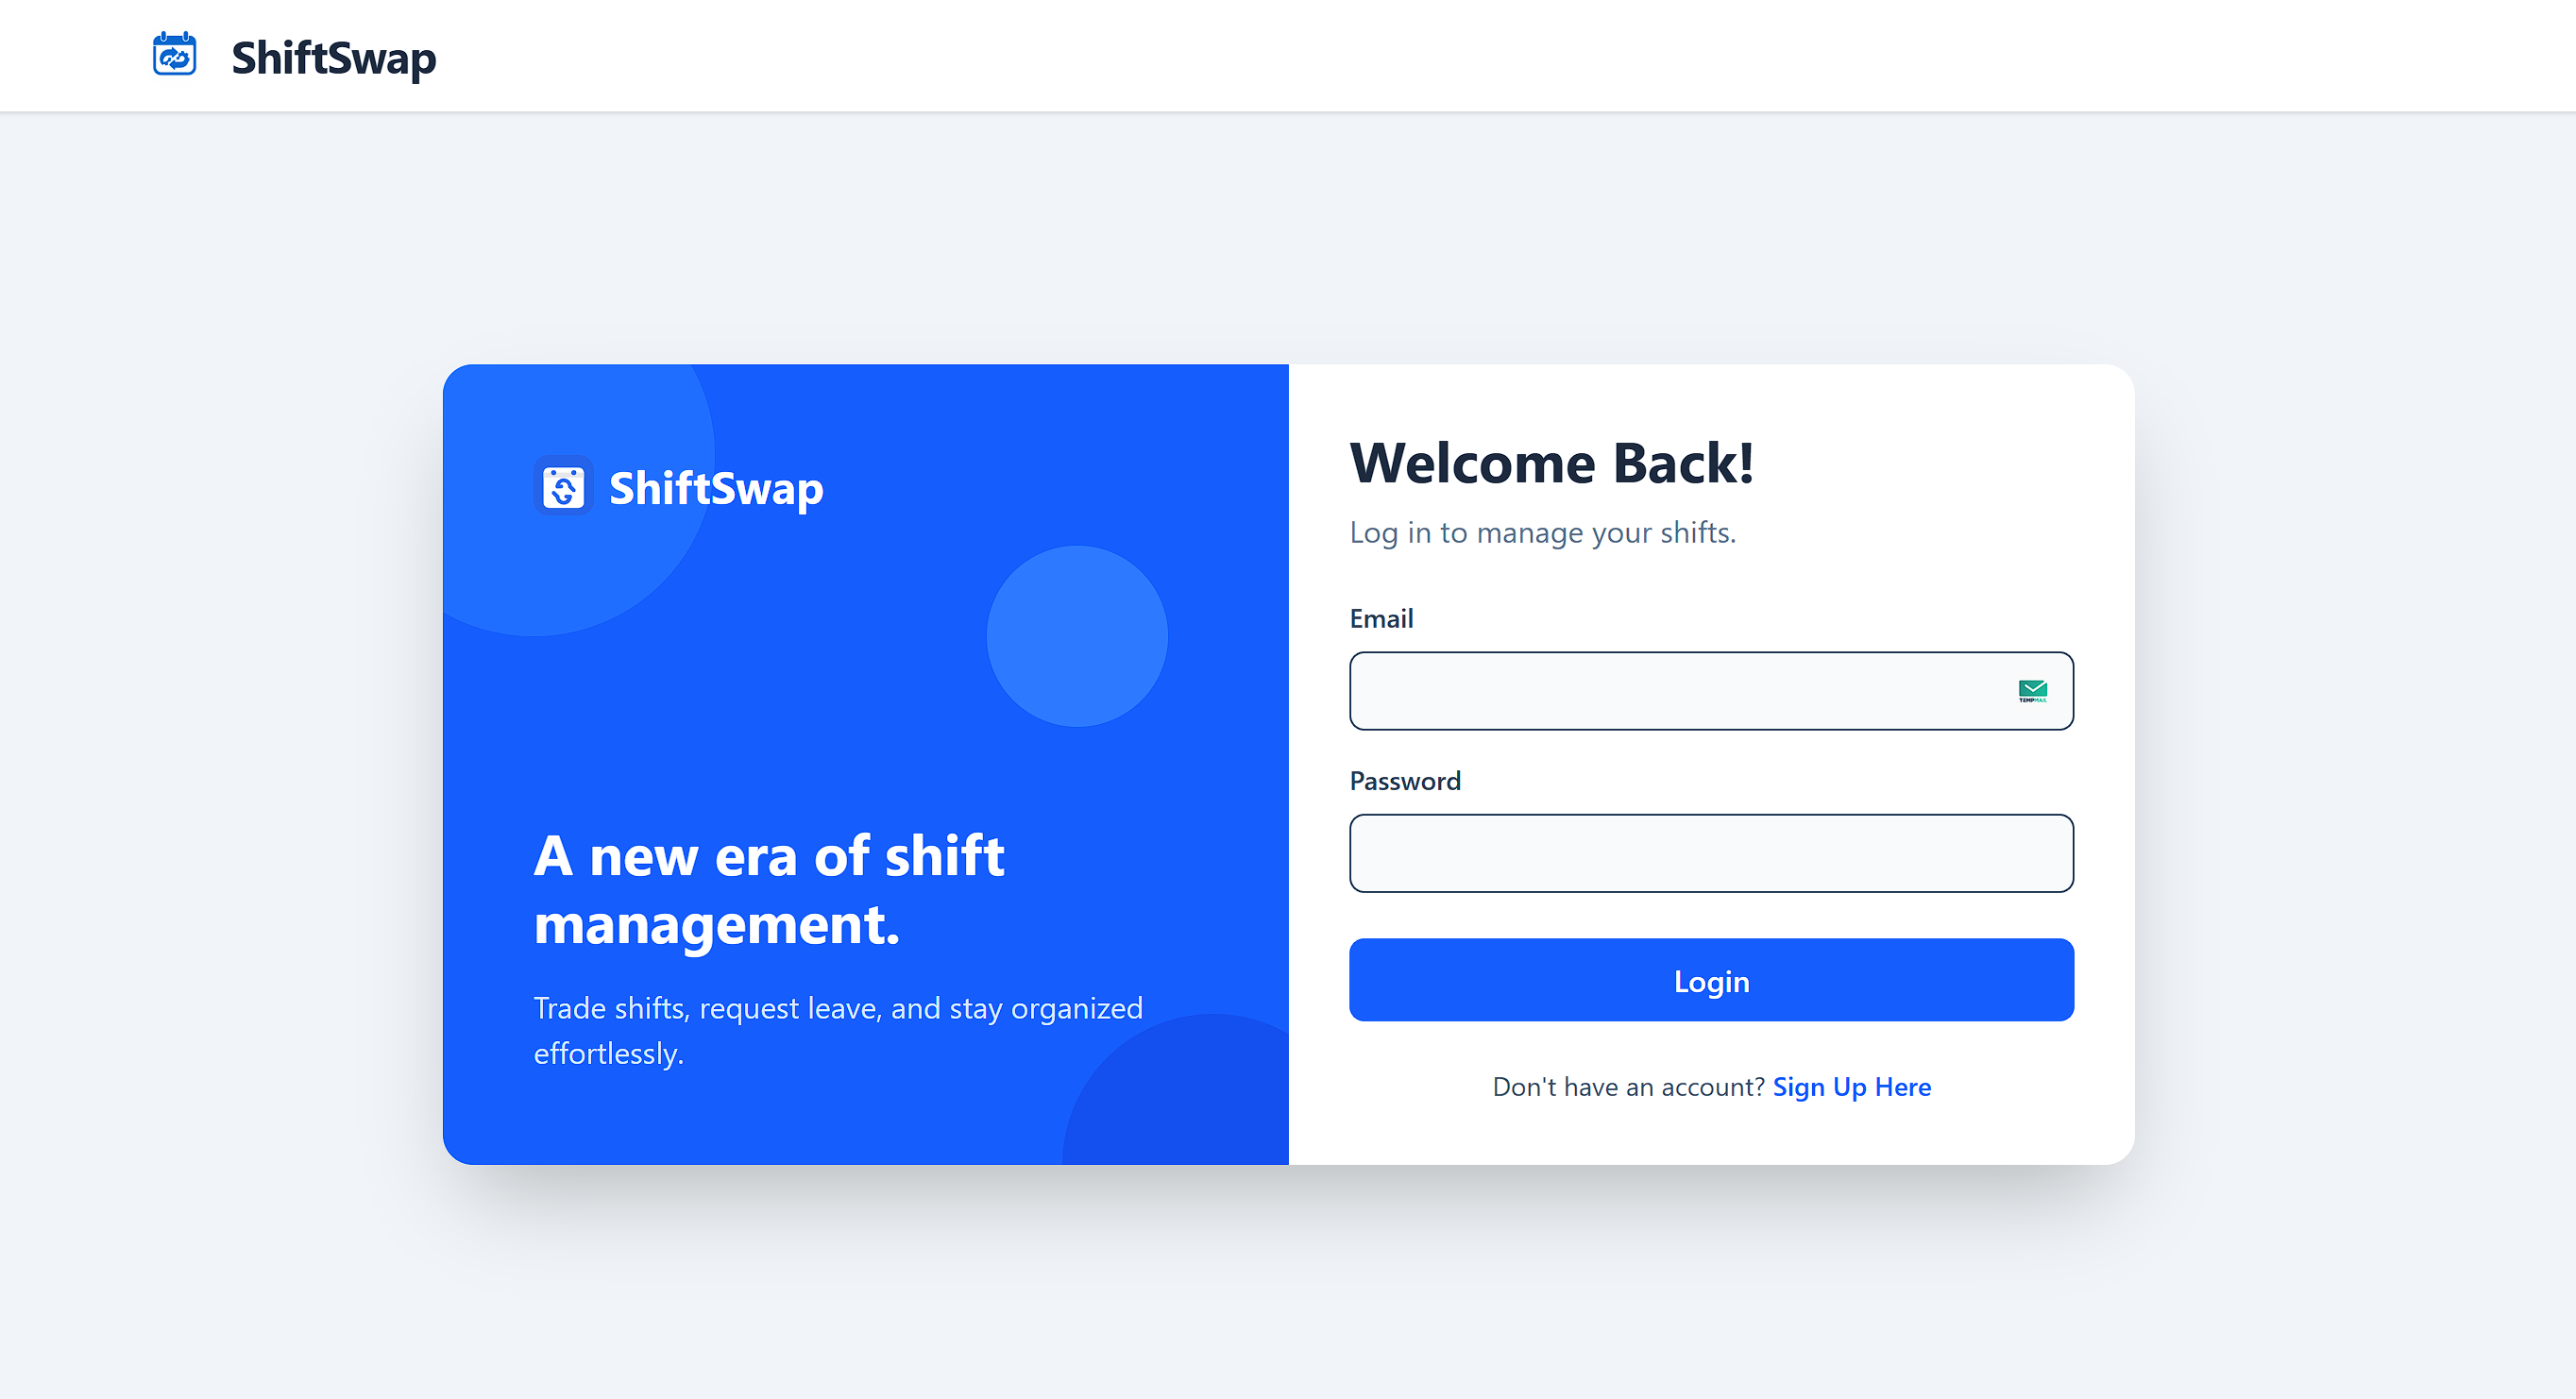 ShiftSwap
ShiftSwap
A new era of shift
management.
Trade shifts, request leave, and stay organized
effortlessly.
Welcome Back!
Log in to manage your shifts.
Email
TEMPMAIL
Password
Login
Don't have an account? Sign Up Here